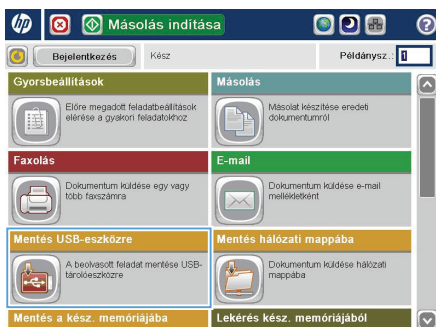 hp Másolás indítása ?
Bejelentkezés Kész Példánysz.: 1
Gyorsbeállítások
Előre megadott feladatbeállítások
elérése a gyakori feladatokhoz
Másolás
Másolat készítése eredeti
dokumentumról
Faxolás
Dokumentum küldése egy vagy
több faxszámra
E-mail
Dokumentum küldése e-mail
mellékletként
Mentés USB-eszközre
A beolvasott feladat mentése USB-
tárolóeszközre
Mentés hálózati mappába
Dokumentum küldése hálózati
mappába
Mentés a kész. memóriájába
Lekérés kész. memóriájából